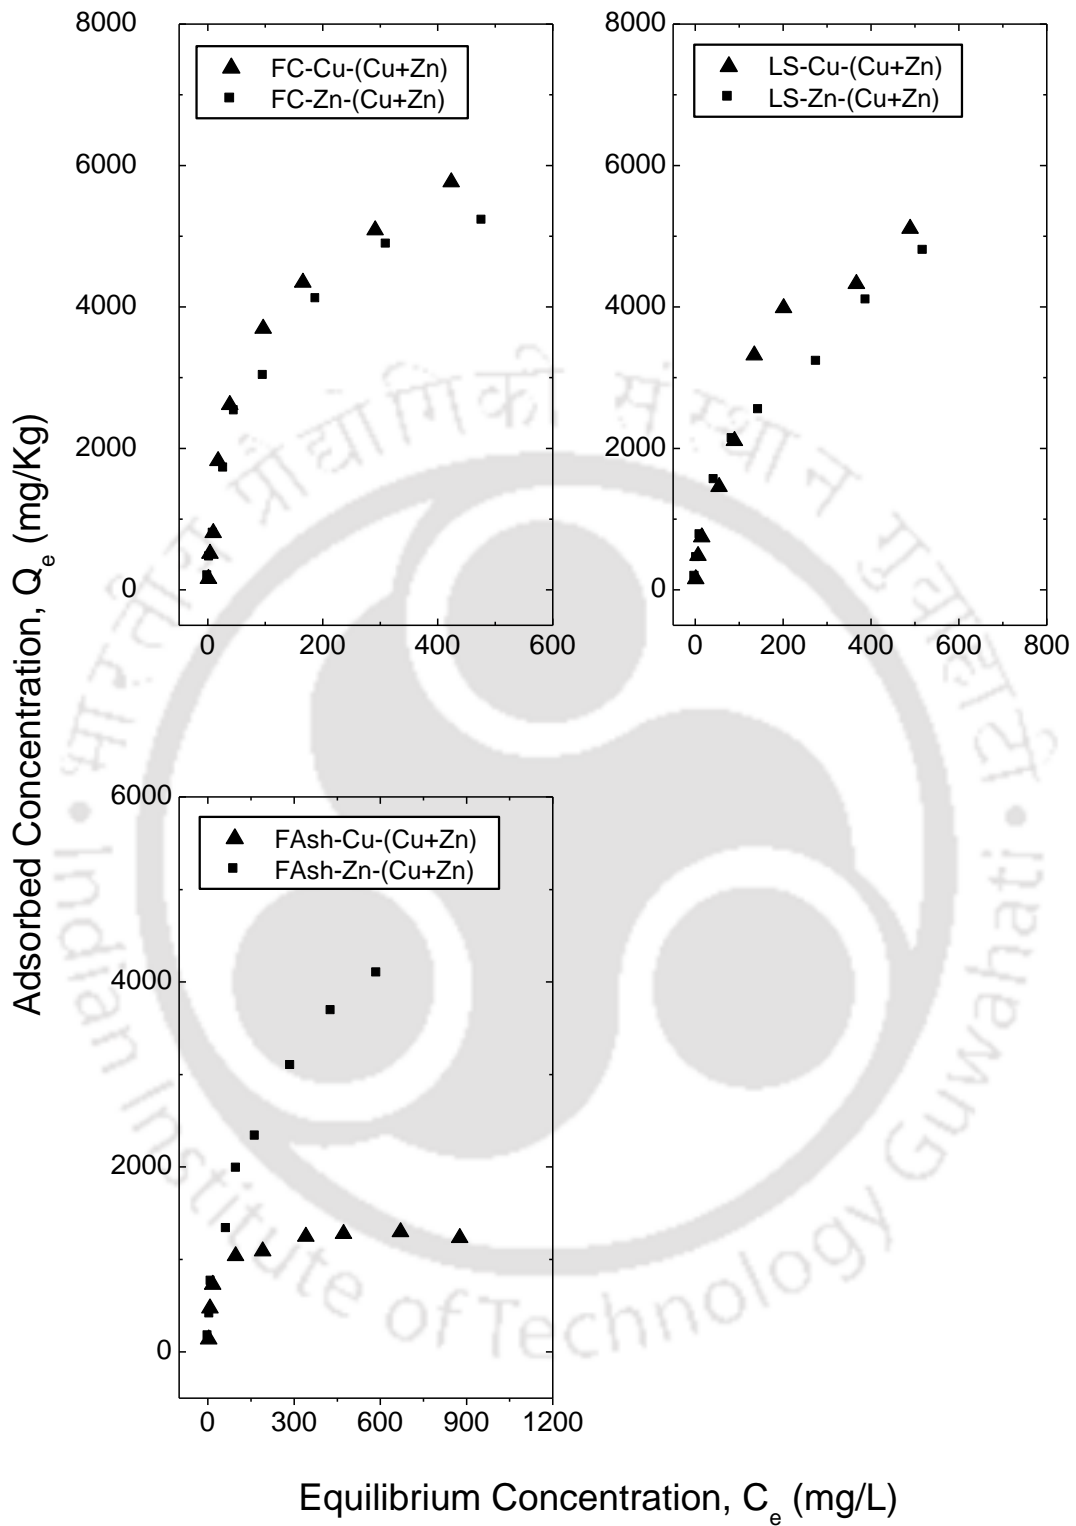 8000
6000
4000
2000
0
0 200 400 600
FC-Cu-(Cu+Zn)
FC-Zn-(Cu+Zn)
8000
6000
4000
2000
0
0 200 400 600 800
LS-Cu-(Cu+Zn)
LS-Zn-(Cu+Zn)
Adsorbed Concentration, Qe (mg/Kg)
6000
4000
2000
0
0 300 600 900 1200
FAsh-Cu-(Cu+Zn)
FAsh-Zn-(Cu+Zn)
Equilibrium Concentration, Ce (mg/L)
भारतीय प्रौद्योगिकी संस्थान गुवाहाटी
Indian Institute of Technology Guwahati